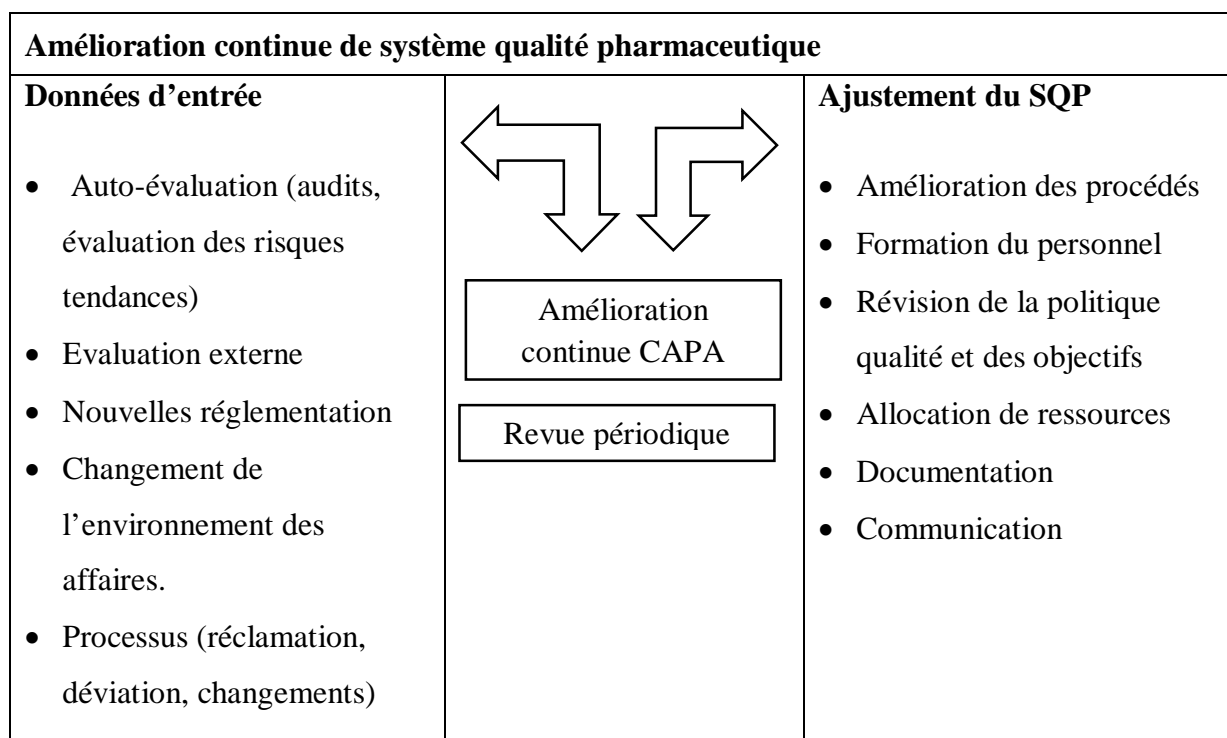 Amélioration continue de système qualité pharmaceutique
Données d’entrée
• Auto-évaluation (audits,
évaluation des risques
tendances)
• Evaluation externe
• Nouvelles réglementation
• Changement de
l’environnement des
affaires.
• Processus (réclamation,
déviation, changements)
Amélioration
continue CAPA
Revue périodique
Ajustement du SQP
• Amélioration des procédés
• Formation du personnel
• Révision de la politique
qualité et des objectifs
• Allocation de ressources
• Documentation
• Communication